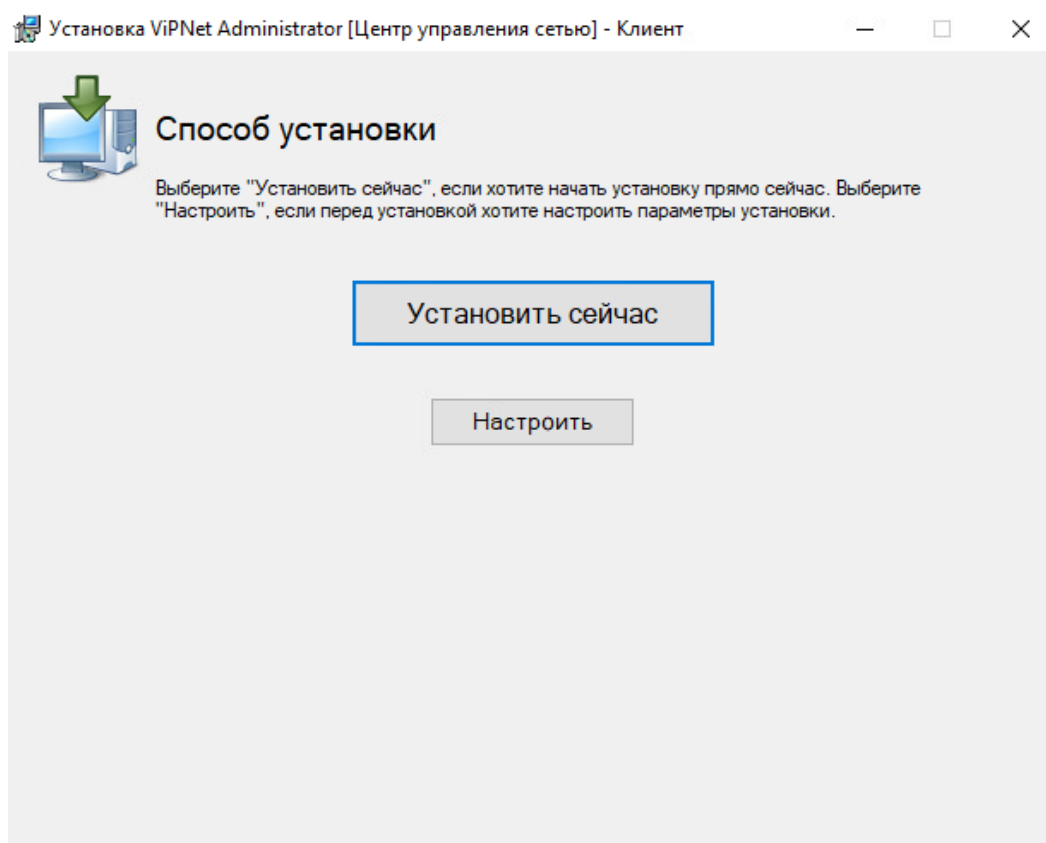 Установка ViPNet Administrator [Центр управления сетью] - Клиент
Способ установки
Выберите "Установить сейчас", если хотите начать установку прямо сейчас. Выберите
"Настроить", если перед установкой хотите настроить параметры установки.
Установить сейчас
Настроить